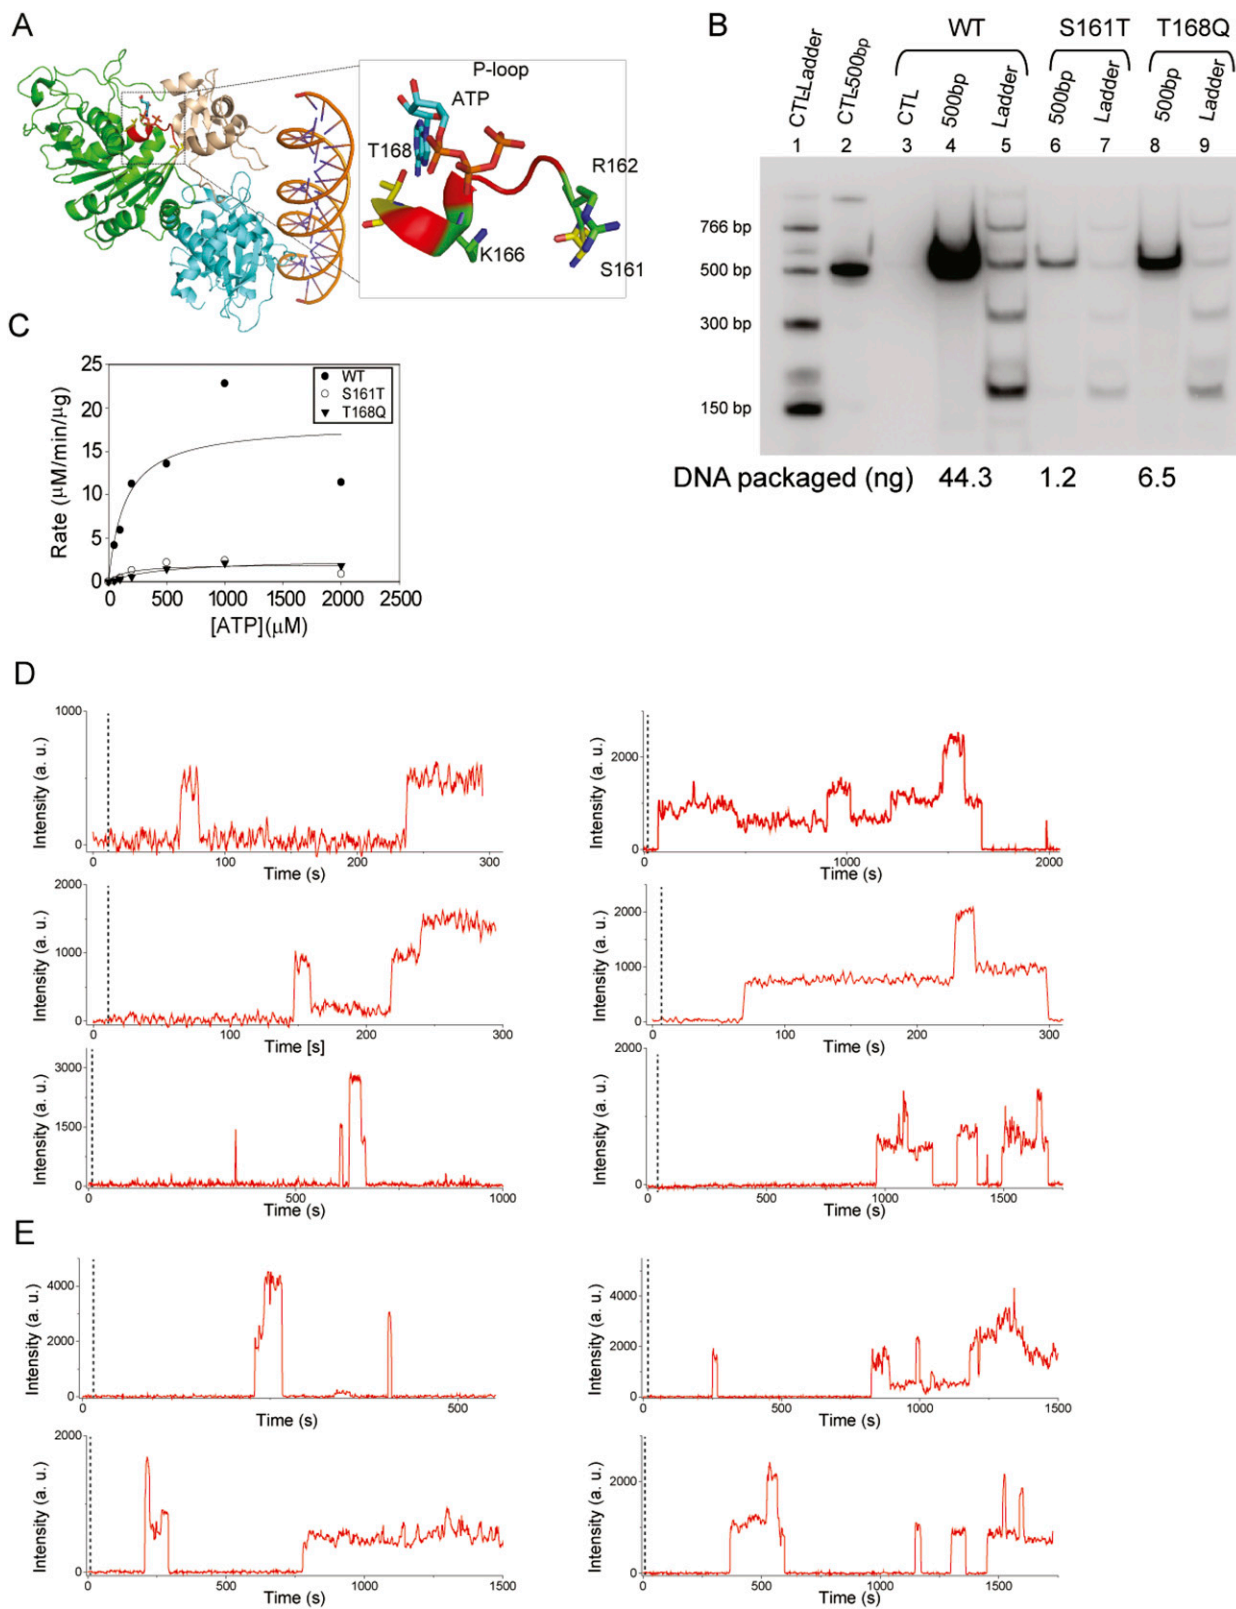 A
P-loop
ATP
T168
R162
K166
S161
B
WT
S161T
T168Q
CTL-Ladder
CTL-500bp
CTL
500bp
Ladder
500bp
Ladder
500bp
Ladder
1 2 3 4 5 6 7 8 9
766 bp
500 bp
300 bp
150 bp
DNA packaged (ng) 44.3 1.2 6.5
C
Rate (μM/min/μg)
25
20
15
10
5
0
WT
S161T
T168Q
0 500 1000 1500 2000 2500
[ATP](μM)
D
Intensity (a. u.)
1000
0
0 100 200 300
Time (s)
Intensity (a. u.)
2000
0
0 1000 2000
Time (s)
Intensity (a. u.)
2000
1000
0
0 100 200 300
Time [s]
Intensity (a. u.)
2000
1000
0
0 100 200 300
Time (s)
Intensity (a. u.)
3000
1500
0
0 500 1000
Time (s)
Intensity (a. u.)
2000
0
0 500 1000 1500
Time (s)
E
Intensity (a. u.)
4000
2000
0
0 500
Time (s)
Intensity (a. u.)
4000
2000
0
0 500 1000 1500
Time (s)
Intensity (a. u.)
2000
0
0 500 1000 1500
Time (s)
Intensity (a. u.)
2000
0
0 500 1000 1500
Time (s)